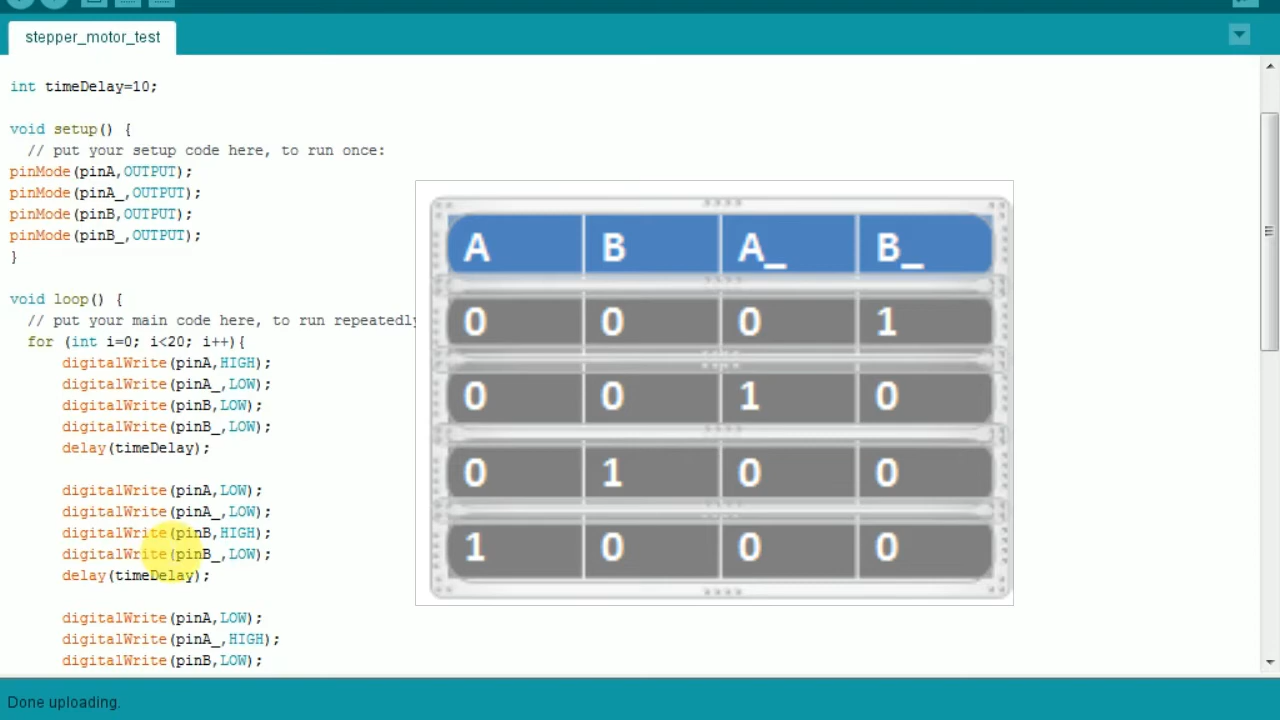 stepper_motor_test
int timeDelay=10;
void setup() {
// put your setup code here, to run once:
pinMode(pinA,OUTPUT);
pinMode(pinA_,OUTPUT);
pinMode(pinB,OUTPUT);
pinMode(pinB_,OUTPUT);
}
void loop() {
// put your main code here, to run repeatedly
for (int i=0; i<20; i++){
digitalWrite(pinA,HIGH);
digitalWrite(pinA_,LOW);
digitalWrite(pinB,LOW);
digitalWrite(pinB_,LOW);
delay(timeDelay);
digitalWrite(pinA,LOW);
digitalWrite(pinA_,LOW);
digitalWrite(pinB,HIGH);
digitalWrite(pinB_,LOW);
delay(timeDelay);
digitalWrite(pinA,LOW);
digitalWrite(pinA_,HIGH);
digitalWrite(pinB,LOW);
A B A_ B_
0 0 0 1
0 0 1 0
0 1 0 0
1 0 0 0
Done uploading.